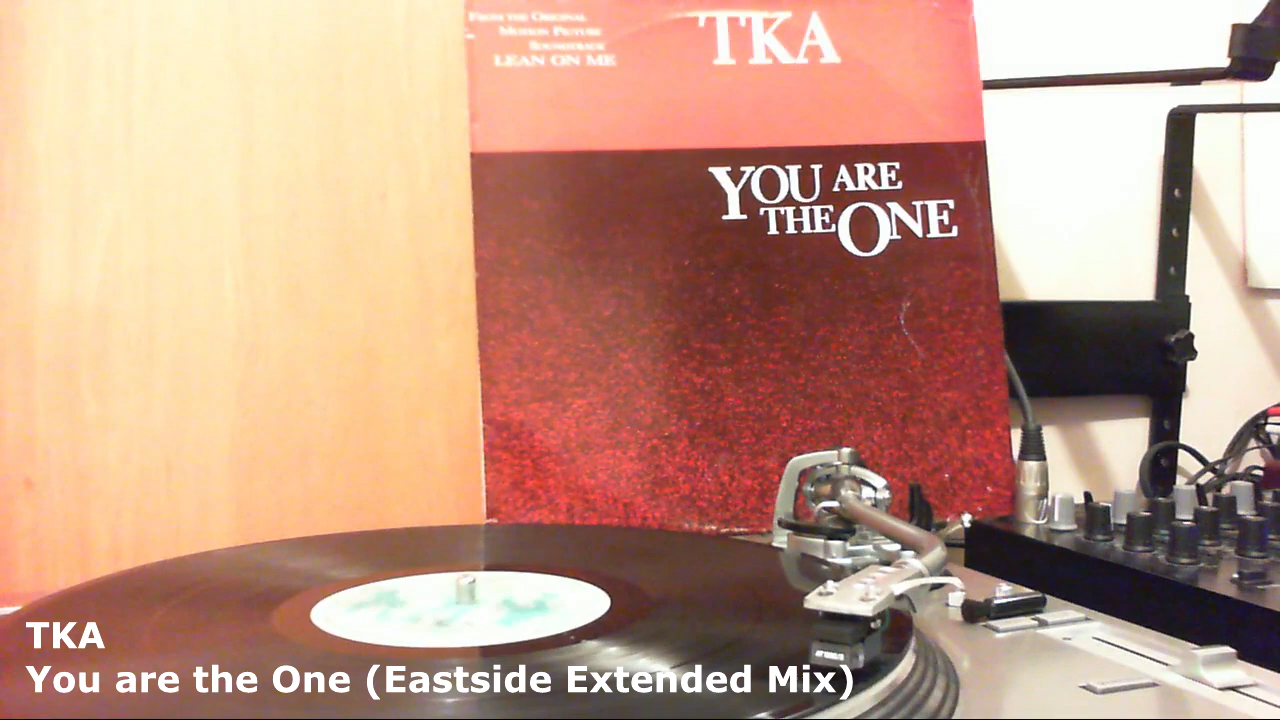 FROM THE ORIGINAL
MOTION PICTURE
SOUNDTRACK
LEAN ON ME
TKA
YOU ARE
THE ONE
TKA
You are the One (Eastside Extended Mix)